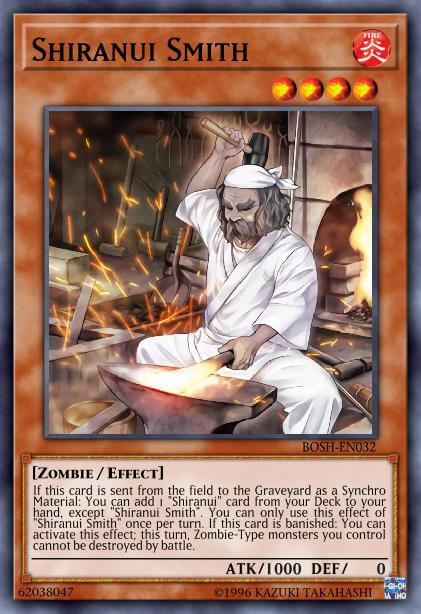 SHIRANUI SMITH
FIRE
炎
BOSH-EN032
[ZOMBIE / EFFECT]
If this card is sent from the field to the Graveyard as a Synchro
Material: You can add 1 "Shiranui" card from your Deck to your
hand, except "Shiranui Smith". You can only use this effect of
"Shiranui Smith" once per turn. If this card is banished: You can
activate this effect; this turn, Zombie-Type monsters you control
cannot be destroyed by battle.
ATK/1000 DEF/ 0
62038047
©1996 KAZUKI TAKAHASHI